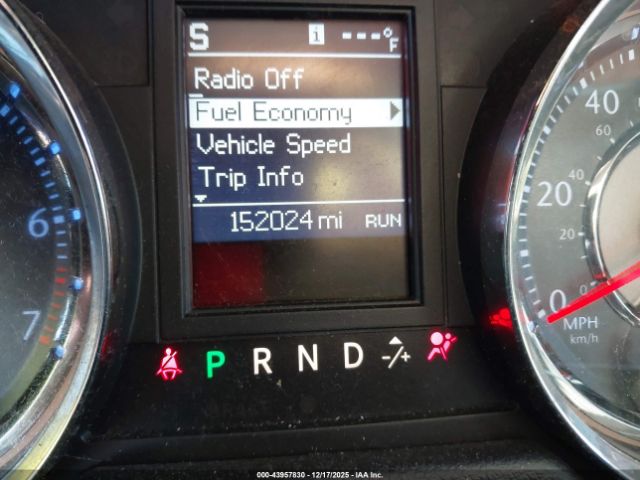 S i ---°F
Radio Off
Fuel Economy
Vehicle Speed
Trip Info
152024 mi RUN
6
7
40
60
20
40
20
0
0
MPH
km/h
P R N D -/+
000-43957830 - 12/17/2025 - IAA Inc.